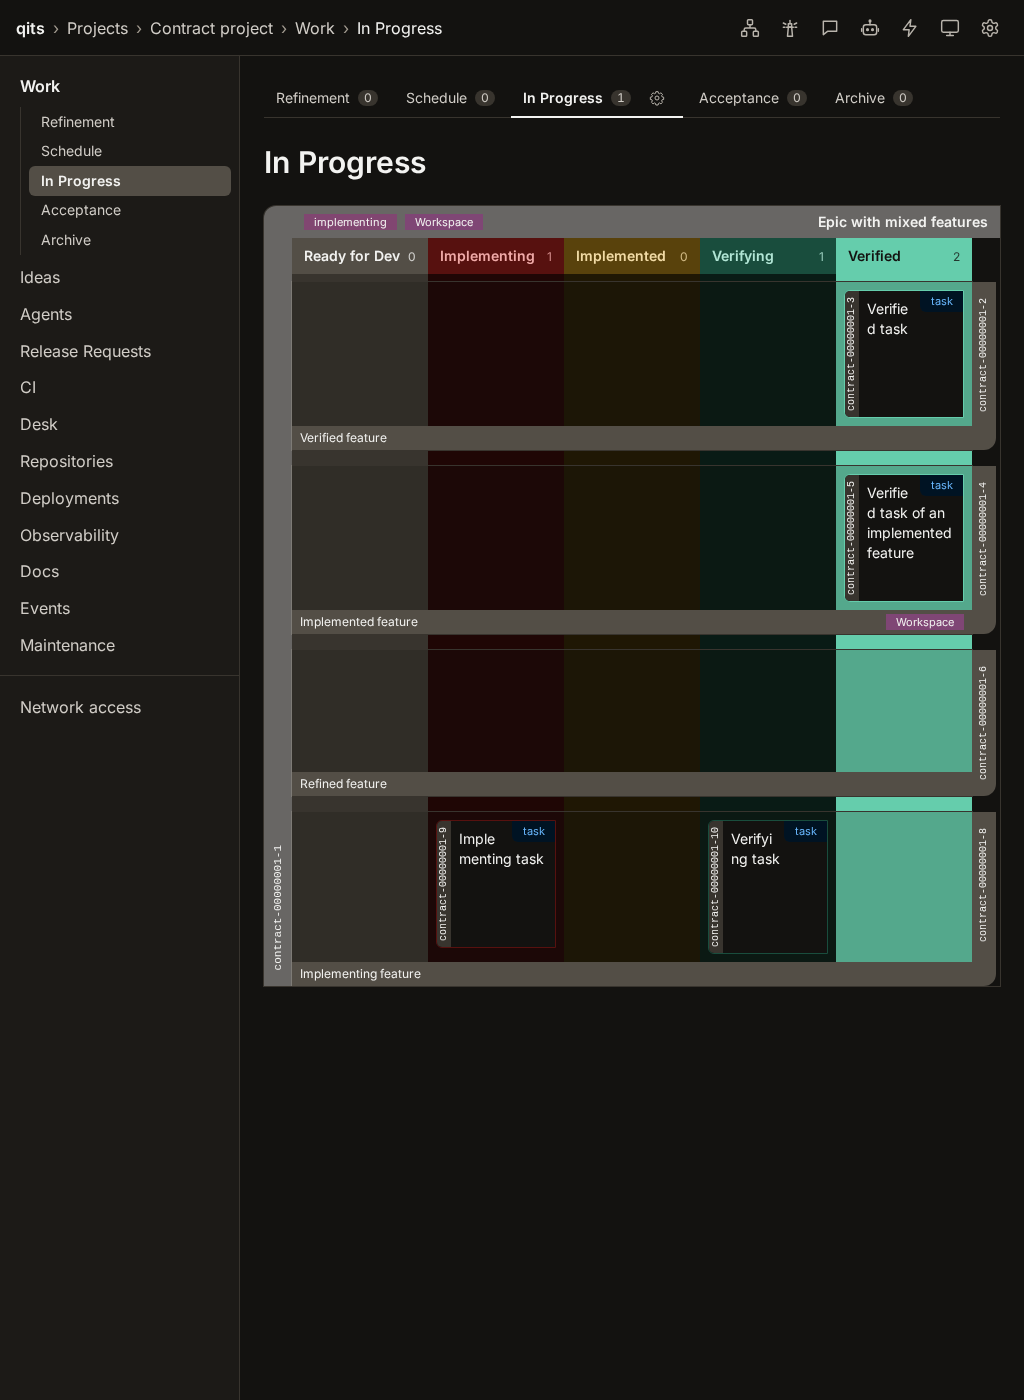 qits › Projects › Contract project › Work › In Progress
Work
Refinement
Schedule
In Progress
Acceptance
Archive
Ideas
Agents
Release Requests
CI
Desk
Repositories
Deployments
Observability
Docs
Events
Maintenance
Network access
Refinement 0 Schedule 0 In Progress 1 Acceptance 0 Archive 0
In Progress
implementing Workspace Epic with mixed features
Ready for Dev 0 Implementing 1 Implemented 0 Verifying 1 Verified 2
contract-00000001-3
task
Verifie
d task
contract-00000001-2
Verified feature
contract-00000001-5
task
Verifie
d task of an
implemented
feature
contract-00000001-4
Implemented feature Workspace
contract-00000001-6
Refined feature
contract-00000001-1
contract-00000001-9
task
Imple
menting task
contract-00000001-10
task
Verifyi
ng task
contract-00000001-8
Implementing feature